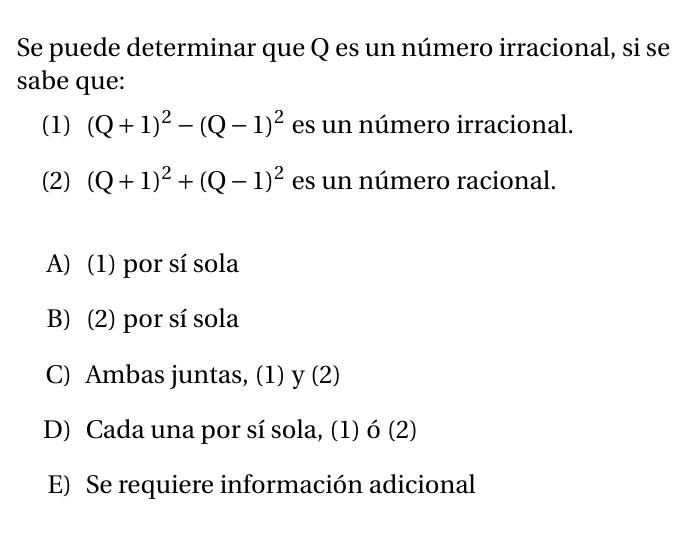 Se puede determinar que Q es un número irracional, si se
sabe que:
(1) (Q + 1)² − (Q − 1)² es un número irracional.
(2) (Q + 1)² + (Q − 1)² es un número racional.
A) (1) por sí sola
B) (2) por sí sola
C) Ambas juntas, (1) y (2)
D) Cada una por sí sola, (1) ó (2)
E) Se requiere información adicional